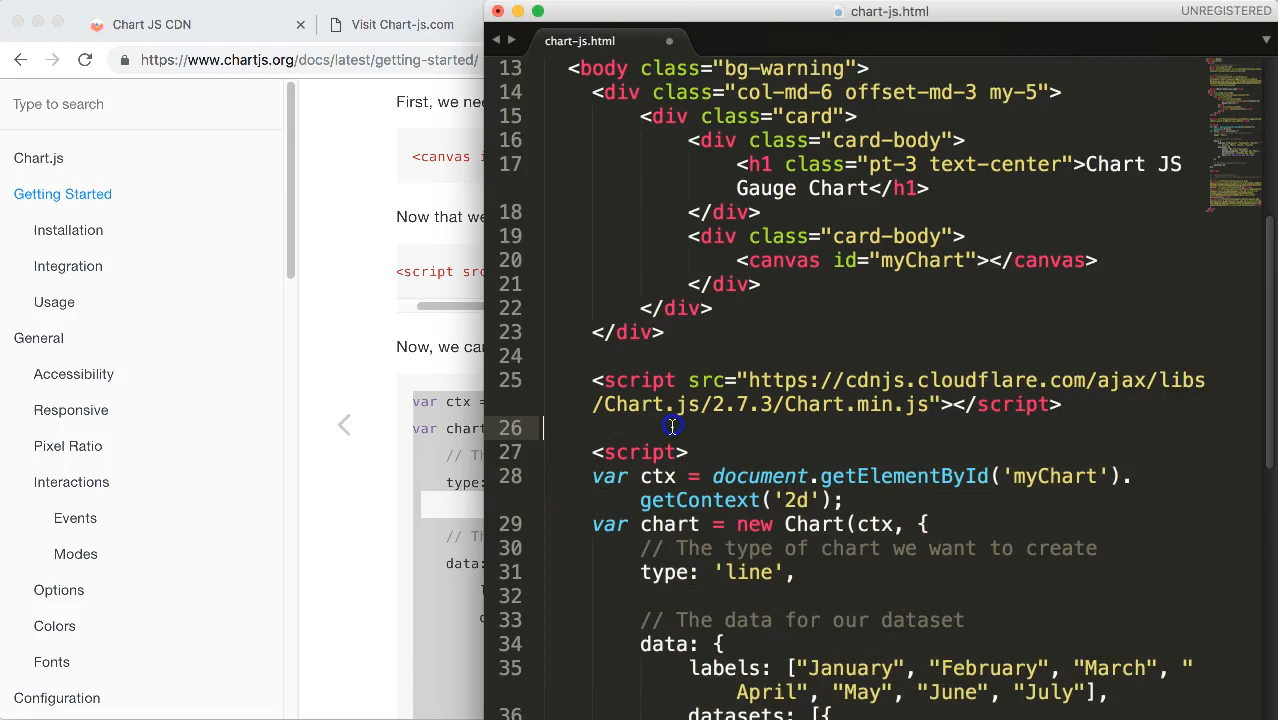 Chart JS CDN
Visit Chart-js.com
https://www.chartjs.org/docs/latest/getting-started/
Type to search
Chart.js
Getting Started
Installation
Integration
Usage
General
Accessibility
Responsive
Pixel Ratio
Interactions
Events
Modes
Options
Colors
Fonts
Configuration
First, we nee
<canvas i
Now that we
<script src
Now, we can
var ctx =
var chart
// Th
type:
// Th
data:
chart-js.html
UNREGISTERED
chart-js.html
13 <body class="bg-warning">
14 <div class="col-md-6 offset-md-3 my-5">
15 <div class="card">
16 <div class="card-body">
17 <h1 class="pt-3 text-center">Chart JS
Gauge Chart</h1>
18 </div>
19 <div class="card-body">
20 <canvas id="myChart"></canvas>
21 </div>
22 </div>
23 </div>
24
25 <script src="https://cdnjs.cloudflare.com/ajax/libs
/Chart.js/2.7.3/Chart.min.js"></script>
26
27 <script>
28 var ctx = document.getElementById('myChart').
getContext('2d');
29 var chart = new Chart(ctx, {
30 // The type of chart we want to create
31 type: 'line',
32
33 // The data for our dataset
34 data: {
35 labels: ["January", "February", "March", "
April", "May", "June", "July"],
36 datasets: [{